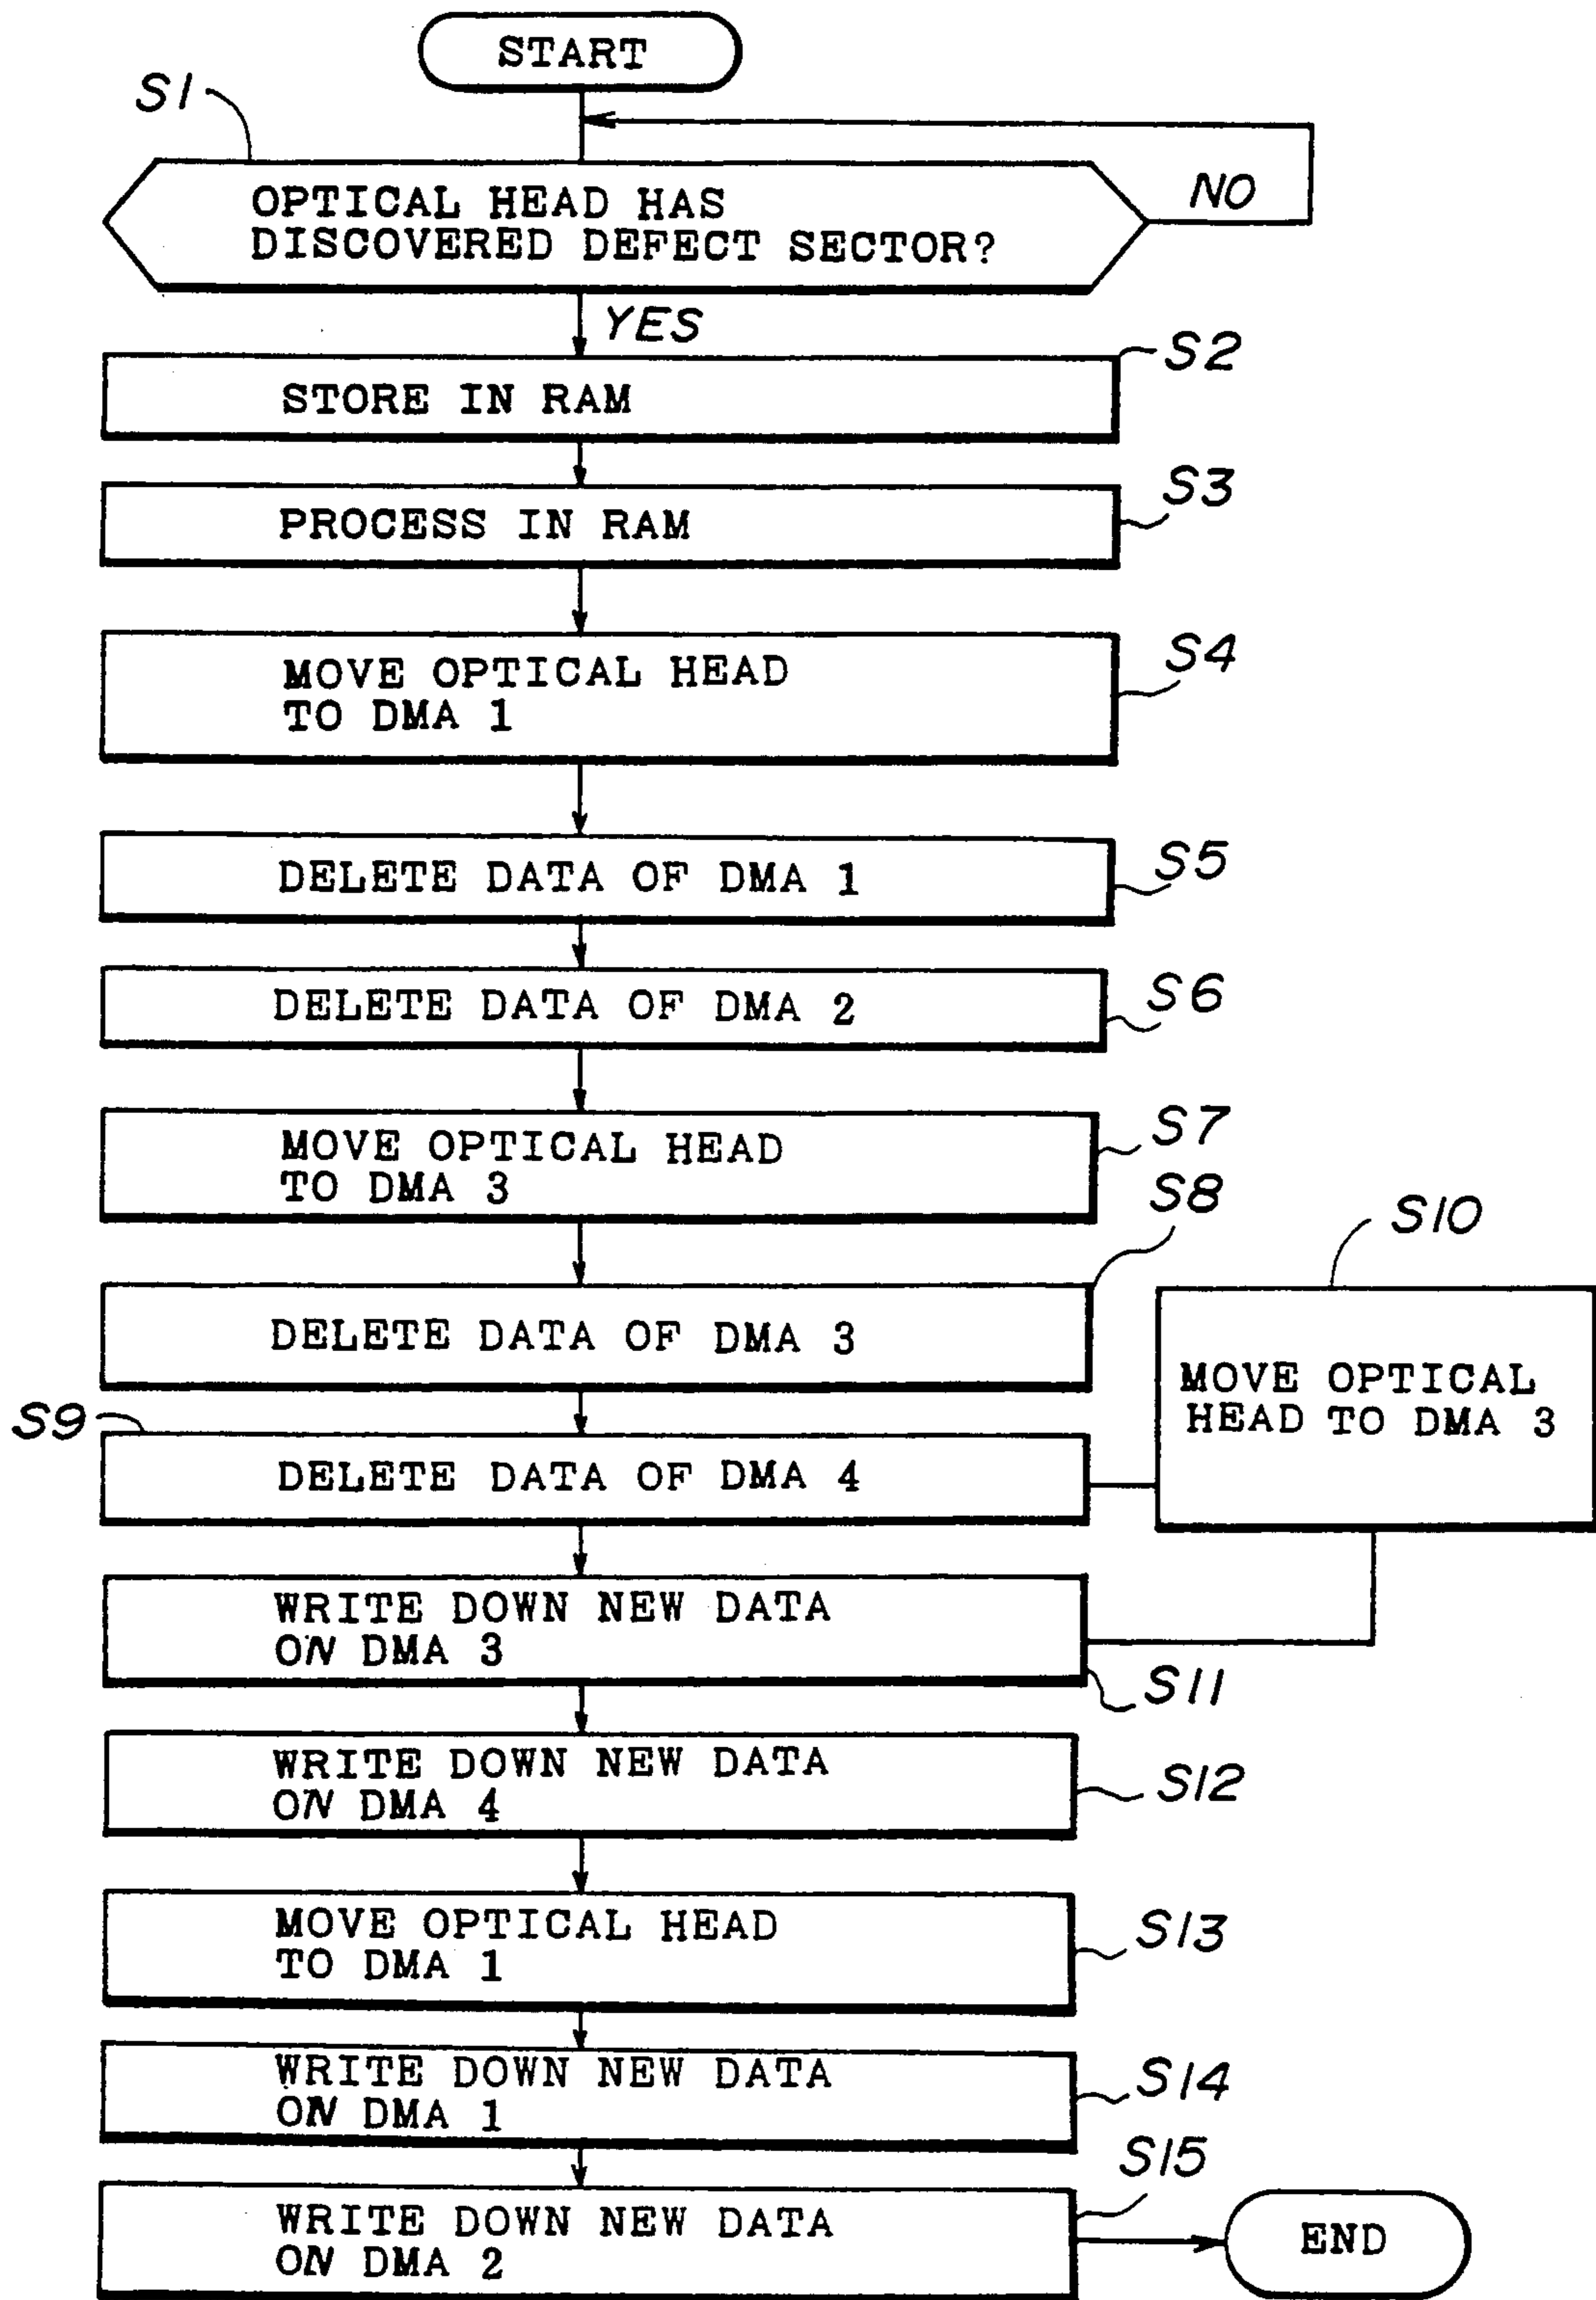 START
S1
OPTICAL HEAD HAS
DISCOVERED DEFECT SECTOR?
NO
YES
S2
STORE IN RAM
S3
PROCESS IN RAM
S4
MOVE OPTICAL HEAD
TO DMA 1
S5
DELETE DATA OF DMA 1
S6
DELETE DATA OF DMA 2
S7
MOVE OPTICAL HEAD
TO DMA 3
S8
DELETE DATA OF DMA 3
S9
DELETE DATA OF DMA 4
S10
MOVE OPTICAL
HEAD TO DMA 3
WRITE DOWN NEW DATA
ON DMA 3
S11
WRITE DOWN NEW DATA
ON DMA 4
S12
MOVE OPTICAL HEAD
TO DMA 1
S13
WRITE DOWN NEW DATA
ON DMA 1
S14
S15
WRITE DOWN NEW DATA
ON DMA 2
END